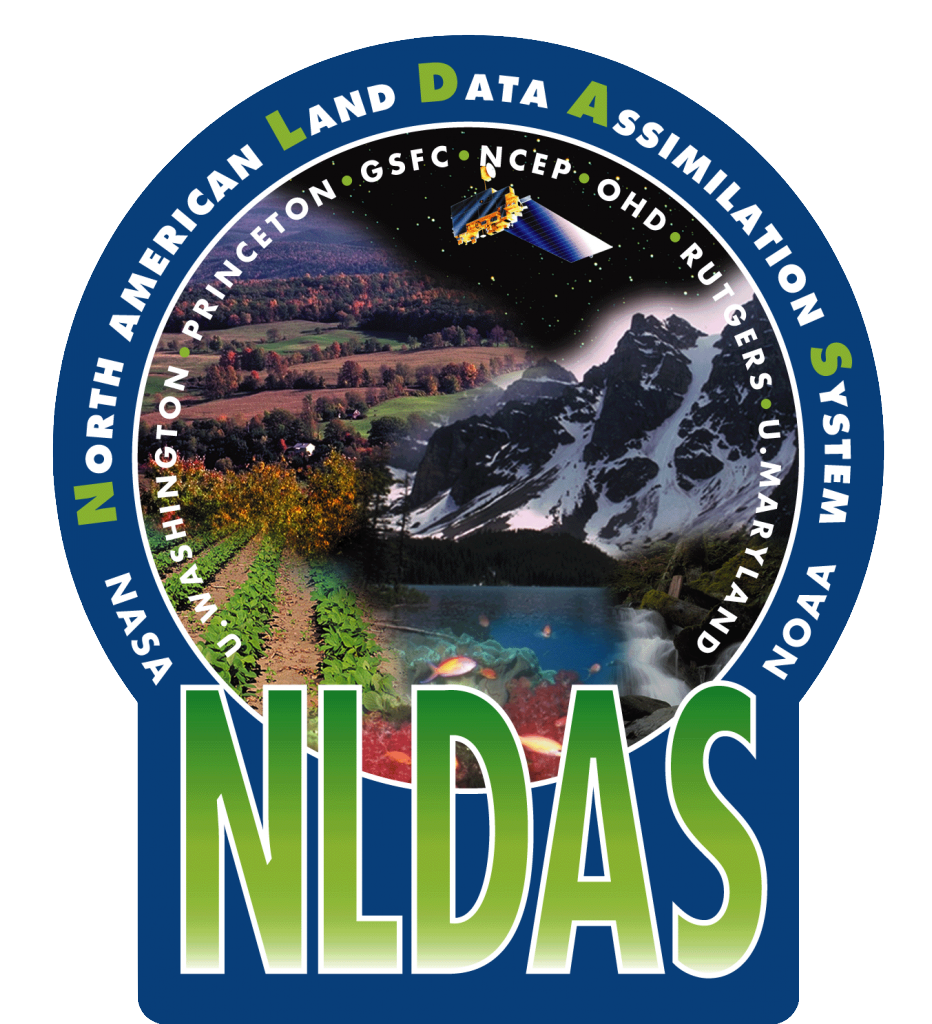 NORTH AMERICAN LAND DATA ASSIMILATION SYSTEM
U.WASHINGTON • PRINCETON • GSFC • NCEP • OHD • RUTGERS • U.MARYLAND
NASA
NOAA
NLDAS